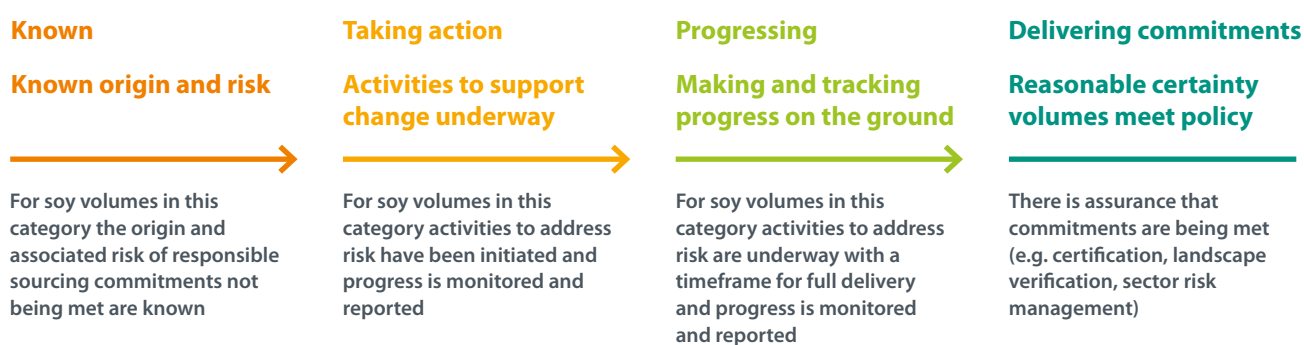 Known
Known origin and risk
For soy volumes in this
category the origin and
associated risk of responsible
sourcing commitments not
being met are known
Taking action
Activities to support
change underway
For soy volumes in this
category activities to address
risk have been initiated and
progress is monitored and
reported
Progressing
Making and tracking
progress on the ground
For soy volumes in this
category activities to address
risk are underway with a
timeframe for full delivery
and progress is monitored
and reported
Delivering commitments
Reasonable certainty
volumes meet policy
There is assurance that
commitments are being met
(e.g. certification, landscape
verification, sector risk
management)